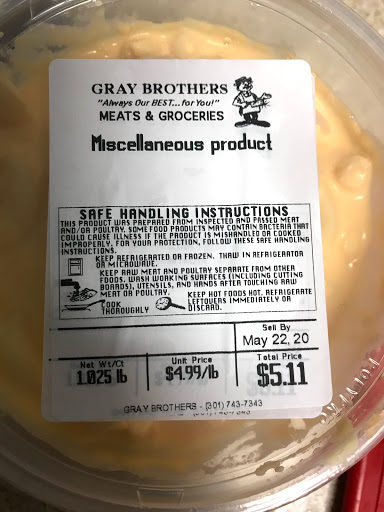 GRAY BROTHERS
"Always Our BEST...for You!"
MEATS & GROCERIES
Miscellaneous product
SAFE HANDLING INSTRUCTIONS
THIS PRODUCT WAS PREPARED FROM INSPECTED AND PASSED MEAT
AND/OR POULTRY. SOME FOOD PRODUCTS MAY CONTAIN BACTERIA THAT
COULD CAUSE ILLNESS IF THE PRODUCT IS MISHANDLED OR COOKED
IMPROPERLY. FOR YOUR PROTECTION, FOLLOW THESE SAFE HANDLING
INSTRUCTIONS.
KEEP REFRIGERATED OR FROZEN. THAW IN REFRIGERATOR
OR MICROWAVE.
KEEP RAW MEAT AND POULTRY SEPARATE FROM OTHER
FOODS. WASH WORKING SURFACES (INCLUDING CUTTING
BOARDS), UTENSILS, AND HANDS AFTER TOUCHING RAW
MEAT OR POULTRY.
COOK
THOROUGHLY
KEEP HOT FOODS HOT. REFRIGERATE
LEFTOVERS IMMEDIATELY OR
DISCARD.
Sell By
May 22, 20
Net Wt/Ct
1.025 lb
Unit Price
$4.99/lb
Total Price
$5.11
GRAY BROTHERS - (301) 743-7343